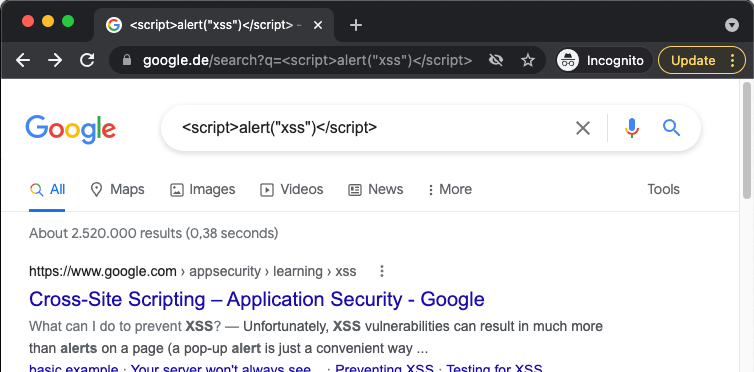 <script>alert("xss")</script> -
google.de/search?q=<script>alert("xss")</script>
Incognito
Update
Google
<script>alert("xss")</script>
All
Maps
Images
Videos
News
More
Tools
About 2.520.000 results (0,38 seconds)
https://www.google.com › appsecurity › learning › xss
Cross-Site Scripting – Application Security - Google
What can I do to prevent XSS? — Unfortunately, XSS vulnerabilities can result in much more
than alerts on a page (a pop-up alert is just a convenient way ...
basic example · Your server won't always see... · Preventing XSS · Testing for XSS